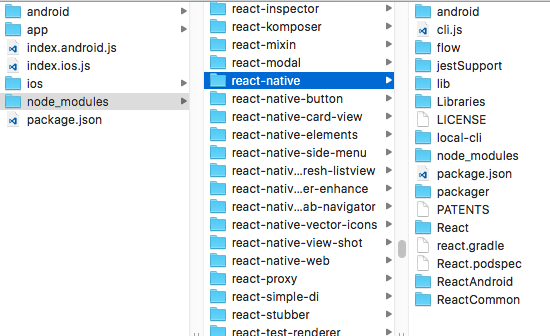 android
app
index.android.js
index.ios.js
ios
node_modules
package.json
react-inspector
react-komposer
react-mixin
react-modal
react-native
react-native-button
react-native-card-view
react-native-elements
react-native-side-menu
react-nativ...resh-listview
react-nativ...er-enhance
react-nativ...ab-navigator
react-native-vector-icons
react-native-view-shot
react-native-web
react-proxy
react-simple-di
react-stubber
react-test-renderer
android
cli.js
flow
jestSupport
lib
Libraries
LICENSE
local-cli
node_modules
package.json
packager
PATENTS
React
react.gradle
React.podspec
ReactAndroid
ReactCommon